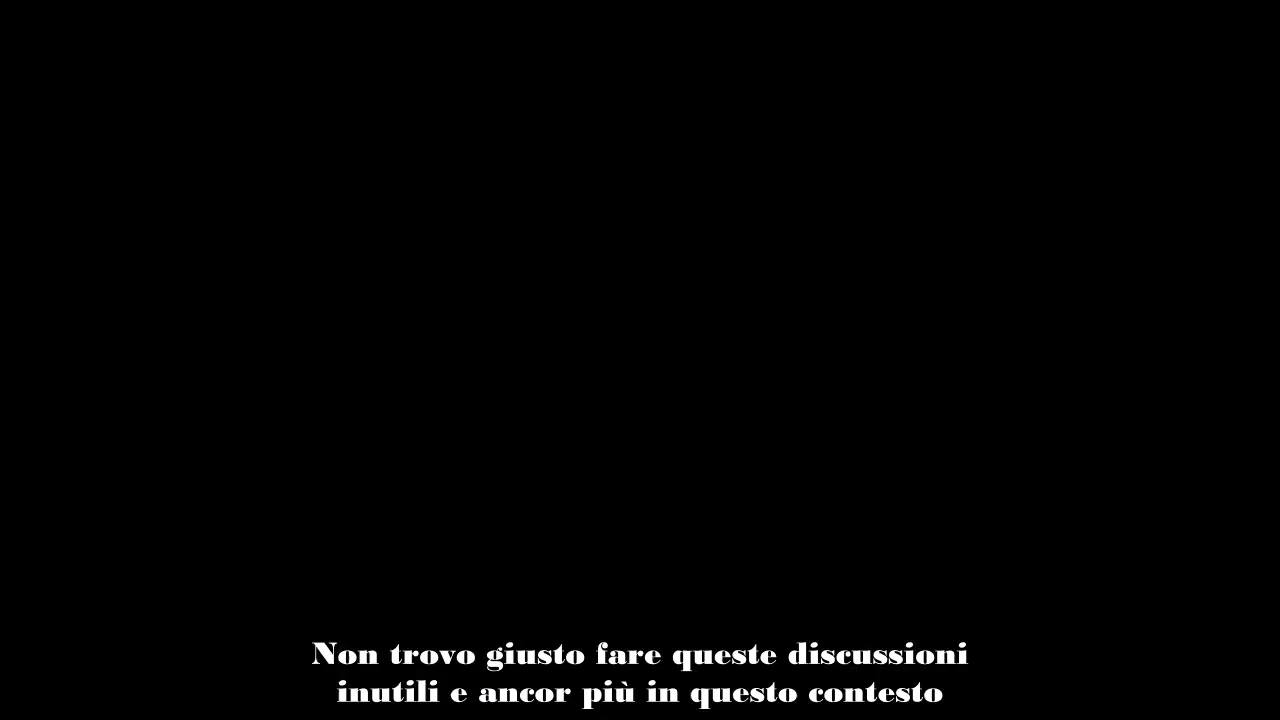 Non trovo giusto fare queste discussioni
inutili e ancor più in questo contesto